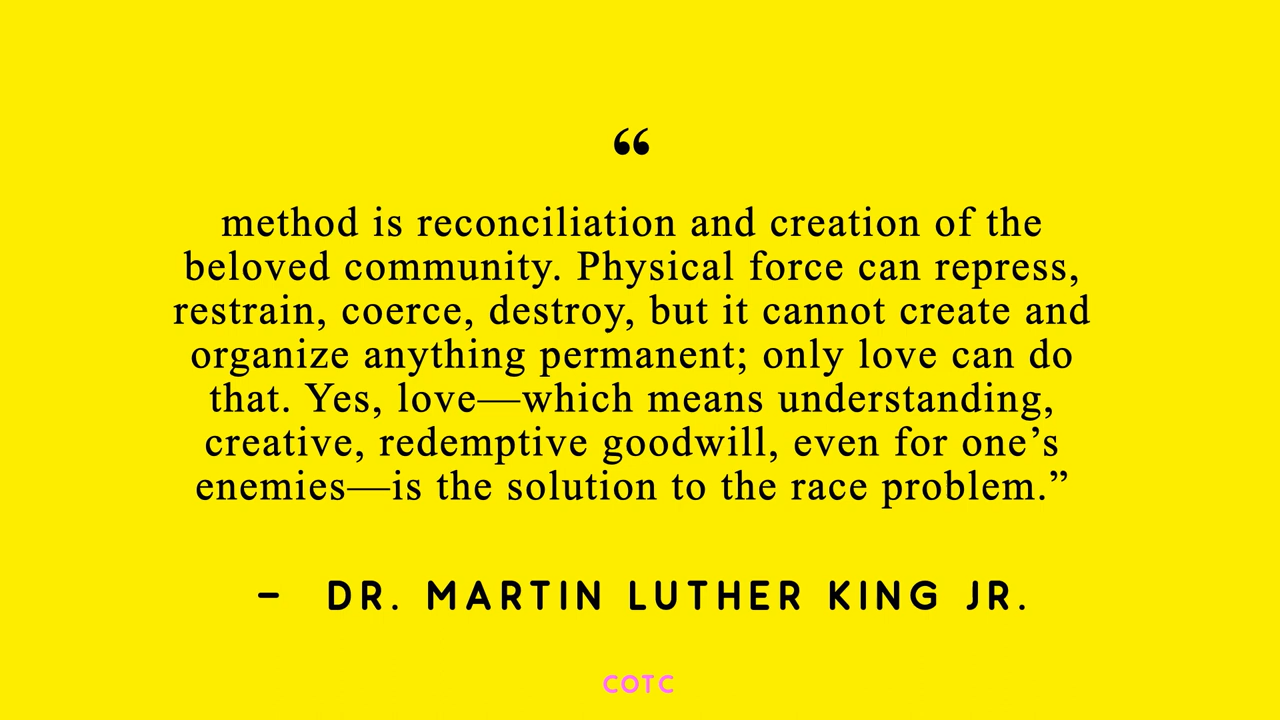 “
method is reconciliation and creation of the
beloved community. Physical force can repress,
restrain, coerce, destroy, but it cannot create and
organize anything permanent; only love can do
that. Yes, love—which means understanding,
creative, redemptive goodwill, even for one’s
enemies—is the solution to the race problem.”
– DR. MARTIN LUTHER KING JR.
COTC